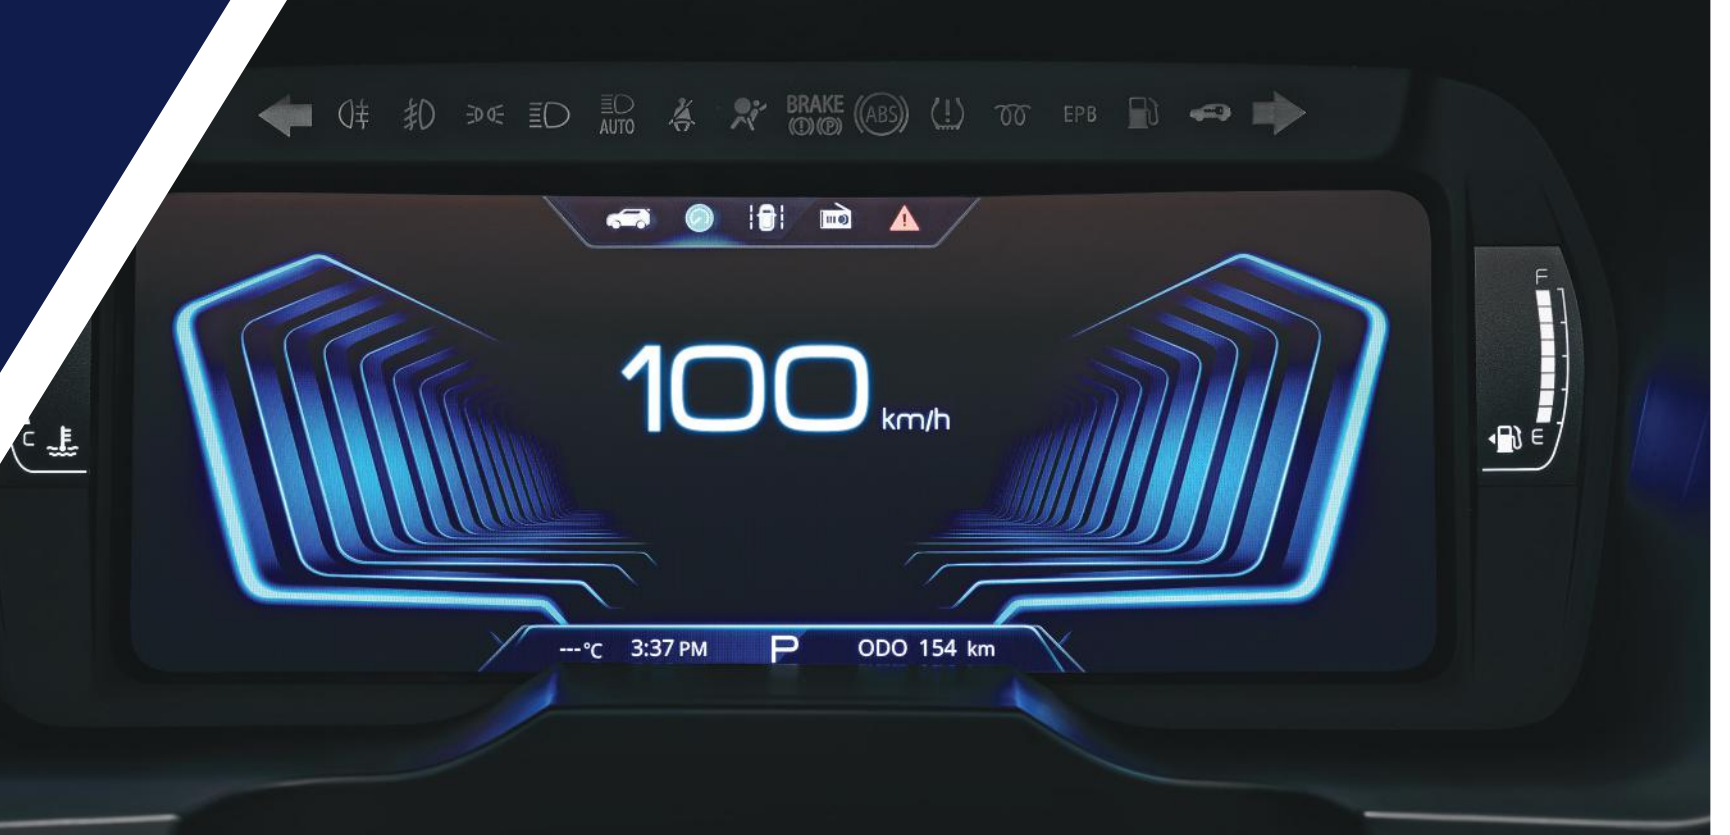 AUTO
BRAKE
(!) (P)
(ABS)
EPB
F
100 km/h
C
E
---°C 3:37 PM P ODO 154 km